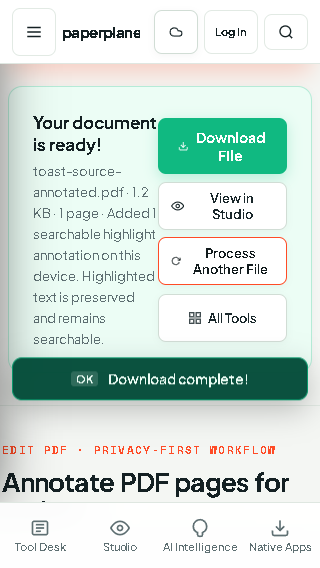 paperplane
Log In
Your document
is ready!
toast-source-
annotated.pdf · 1.2
KB · 1 page · Added 1
searchable highlight
annotation on this
device. Highlighted
text is preserved
and remains
searchable.
Download
File
View in
Studio
Process
Another File
All Tools
OK Download complete!
EDIT PDF · PRIVACY-FIRST WORKFLOW
Annotate PDF pages for
Tool Desk
Studio
AI Intelligence
Native Apps